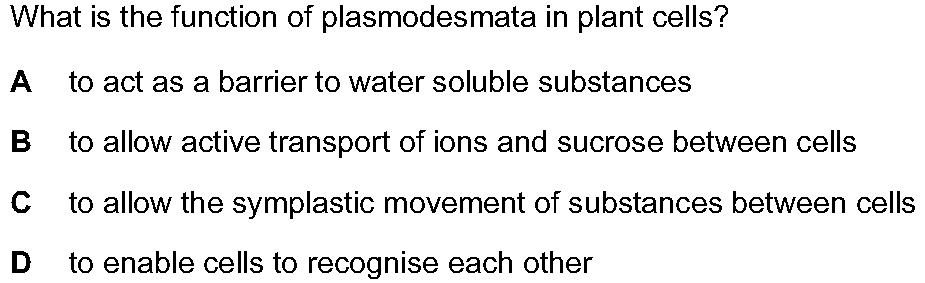 What is the function of plasmodesmata in plant cells?
A to act as a barrier to water soluble substances
B to allow active transport of ions and sucrose between cells
C to allow the symplastic movement of substances between cells
D to enable cells to recognise each other